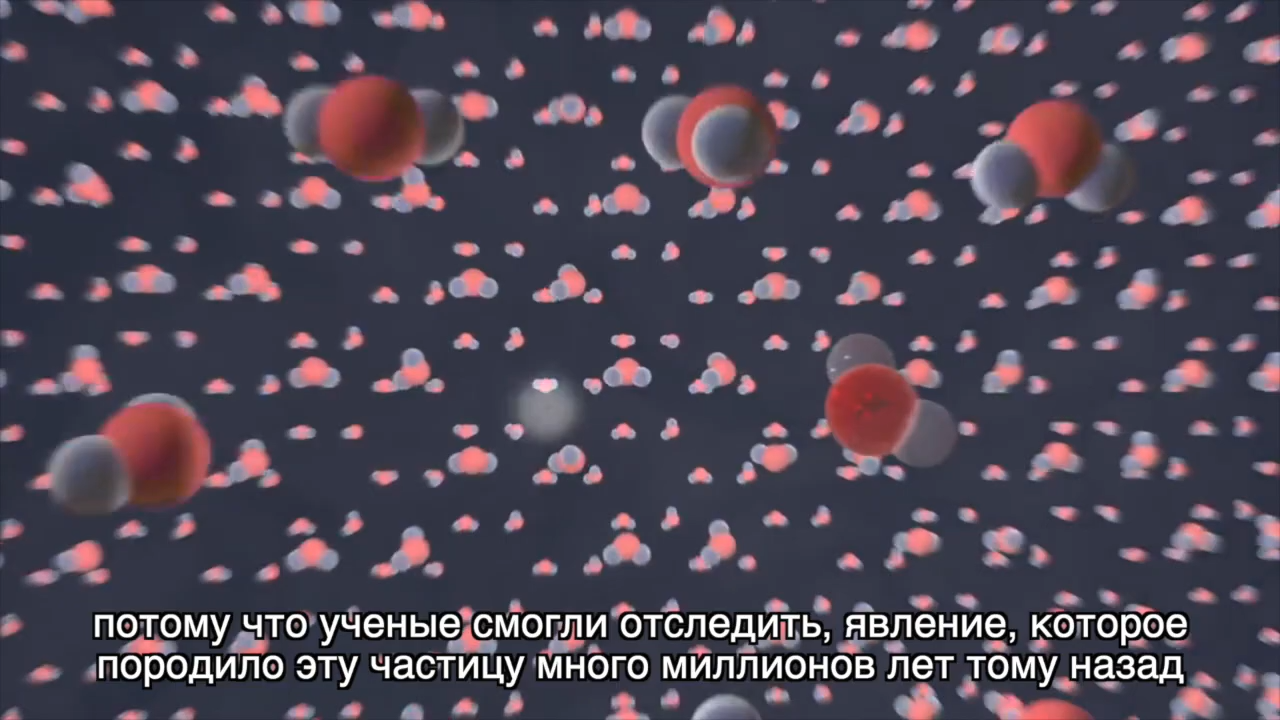 потому что ученые смогли отследить, явление, которое
породило эту частицу много миллионов лет тому назад